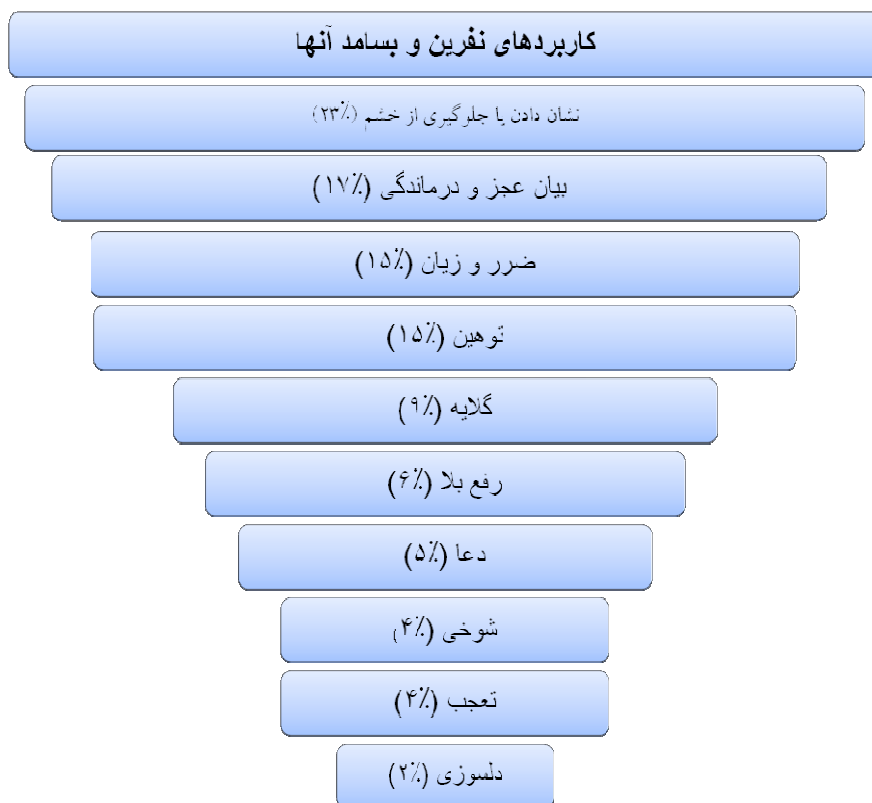 کاربردهای نفرین و بسامد آنها
نشان دادن یا جلوگیری از خشم (۲۳٪)
بیان عجز و درماندگی (۱۷٪)
ضرر و زیان (۱۵٪)
توهین (۱۵٪)
گلایه (۹٪)
رفع بلا (۶٪)
دعا (۵٪)
شوخی (۴٪)
تعجب (۴٪)
دلسوزی (۲٪)